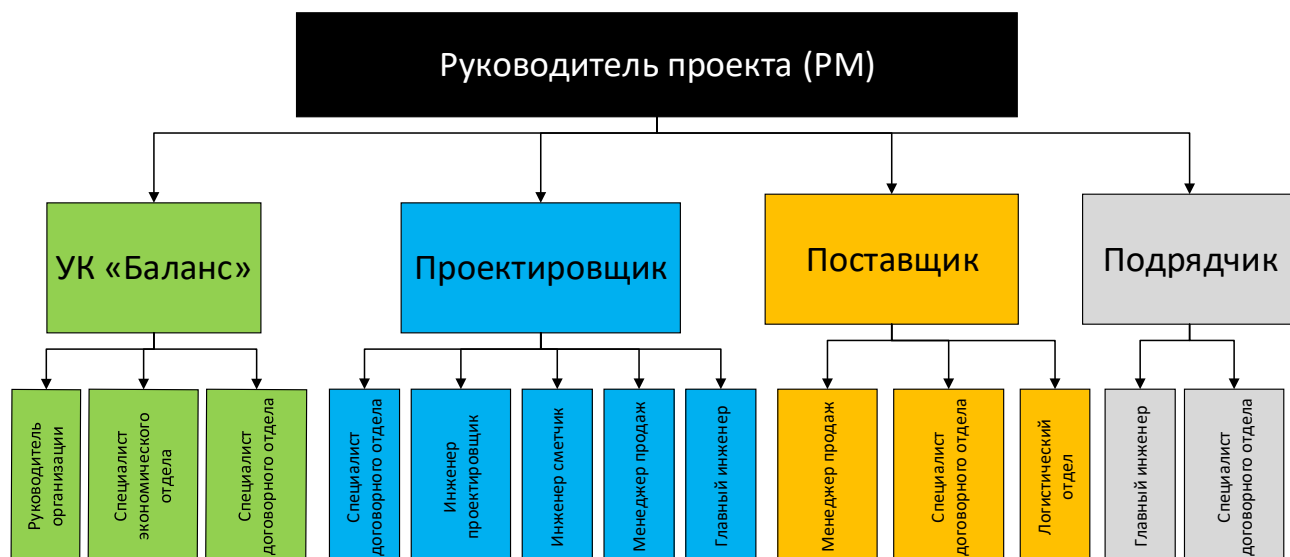 Руководитель проекта (РМ)
УК «Баланс»
Проектировщик
Поставщик
Подрядчик
Руководитель
организации
Специалист
экономического
отдела
Специалист
договорного отдела
Специалист
договорного отдела
Инженер
проектировщик
Инженер сметчик
Менеджер продаж
Главный инженер
Менеджер продаж
Специалист
договорного отдела
Логистический
отдел
Главный инженер
Специалист
договорного отдела